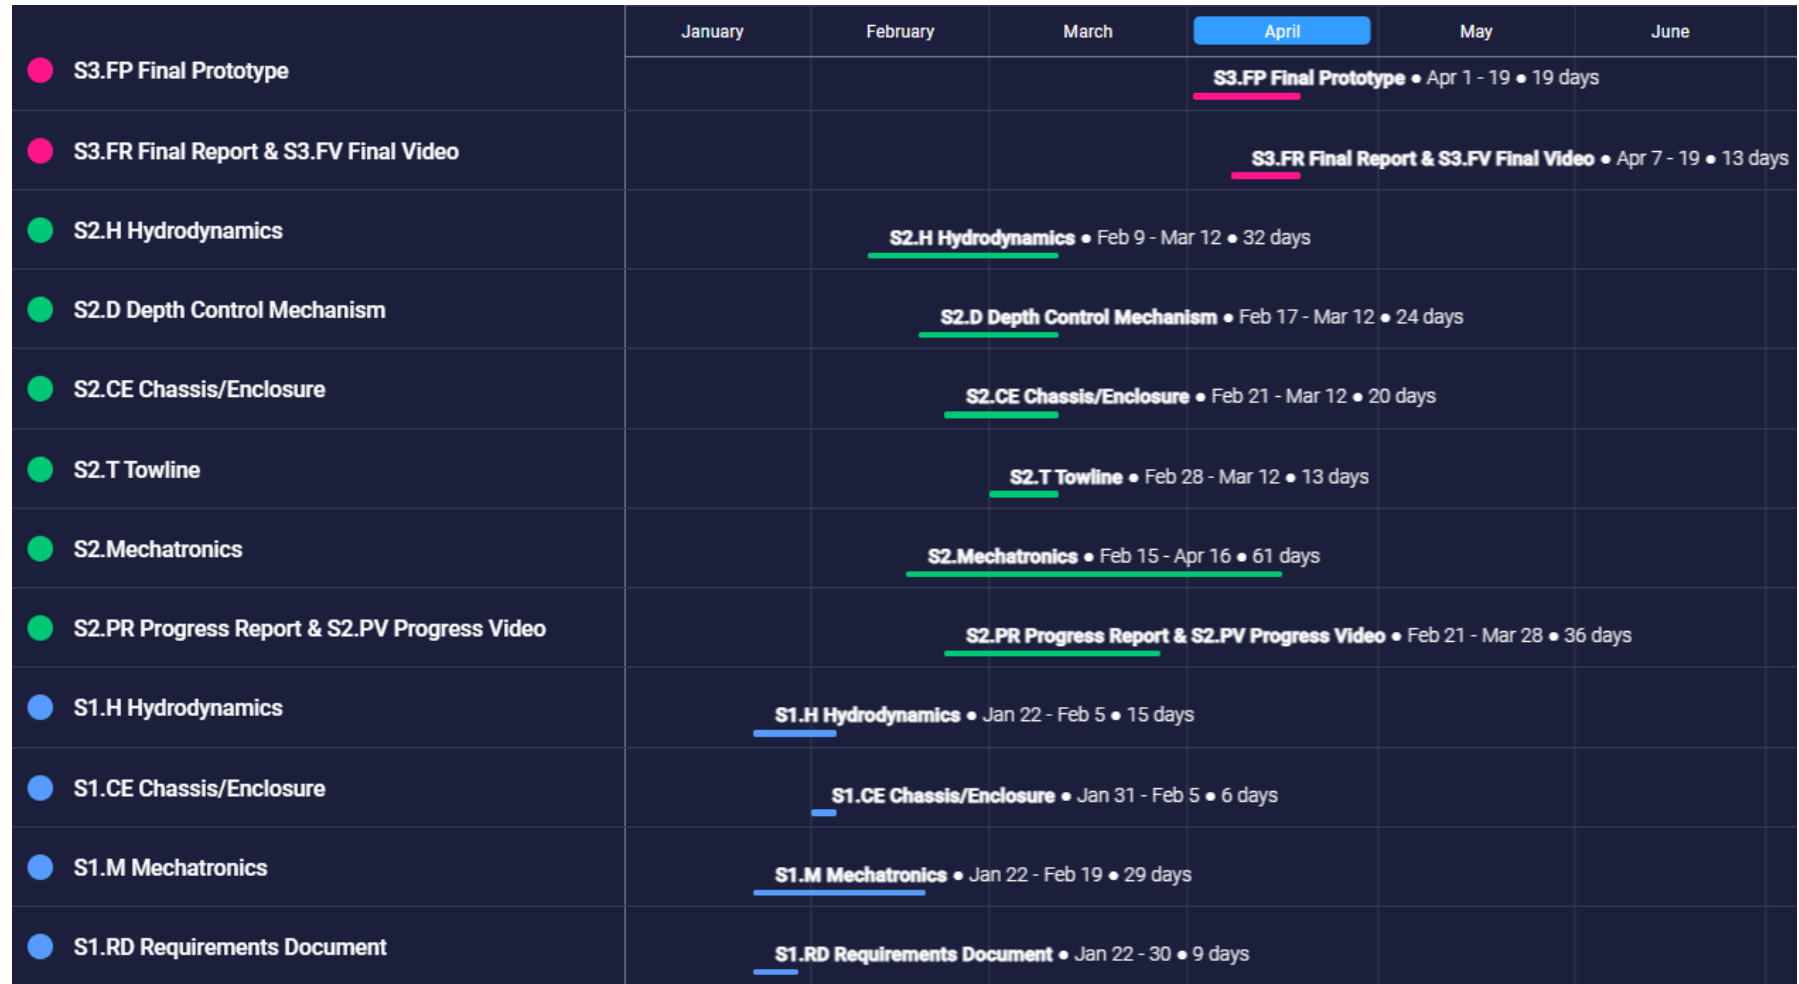 January February March April May June
S3.FP Final Prototype
S3.FP Final Prototype ● Apr 1 - 19 ● 19 days
S3.FR Final Report & S3.FV Final Video
S3.FR Final Report & S3.FV Final Video ● Apr 7 - 19 ● 13 days
S2.H Hydrodynamics
S2.H Hydrodynamics ● Feb 9 - Mar 12 ● 32 days
S2.D Depth Control Mechanism
S2.D Depth Control Mechanism ● Feb 17 - Mar 12 ● 24 days
S2.CE Chassis/Enclosure
S2.CE Chassis/Enclosure ● Feb 21 - Mar 12 ● 20 days
S2.T Towline
S2.T Towline ● Feb 28 - Mar 12 ● 13 days
S2.Mechatronics
S2.Mechatronics ● Feb 15 - Apr 16 ● 61 days
S2.PR Progress Report & S2.PV Progress Video
S2.PR Progress Report & S2.PV Progress Video ● Feb 21 - Mar 28 ● 36 days
S1.H Hydrodynamics
S1.H Hydrodynamics ● Jan 22 - Feb 5 ● 15 days
S1.CE Chassis/Enclosure
S1.CE Chassis/Enclosure ● Jan 31 - Feb 5 ● 6 days
S1.M Mechatronics
S1.M Mechatronics ● Jan 22 - Feb 19 ● 29 days
S1.RD Requirements Document
S1.RD Requirements Document ● Jan 22 - 30 ● 9 days